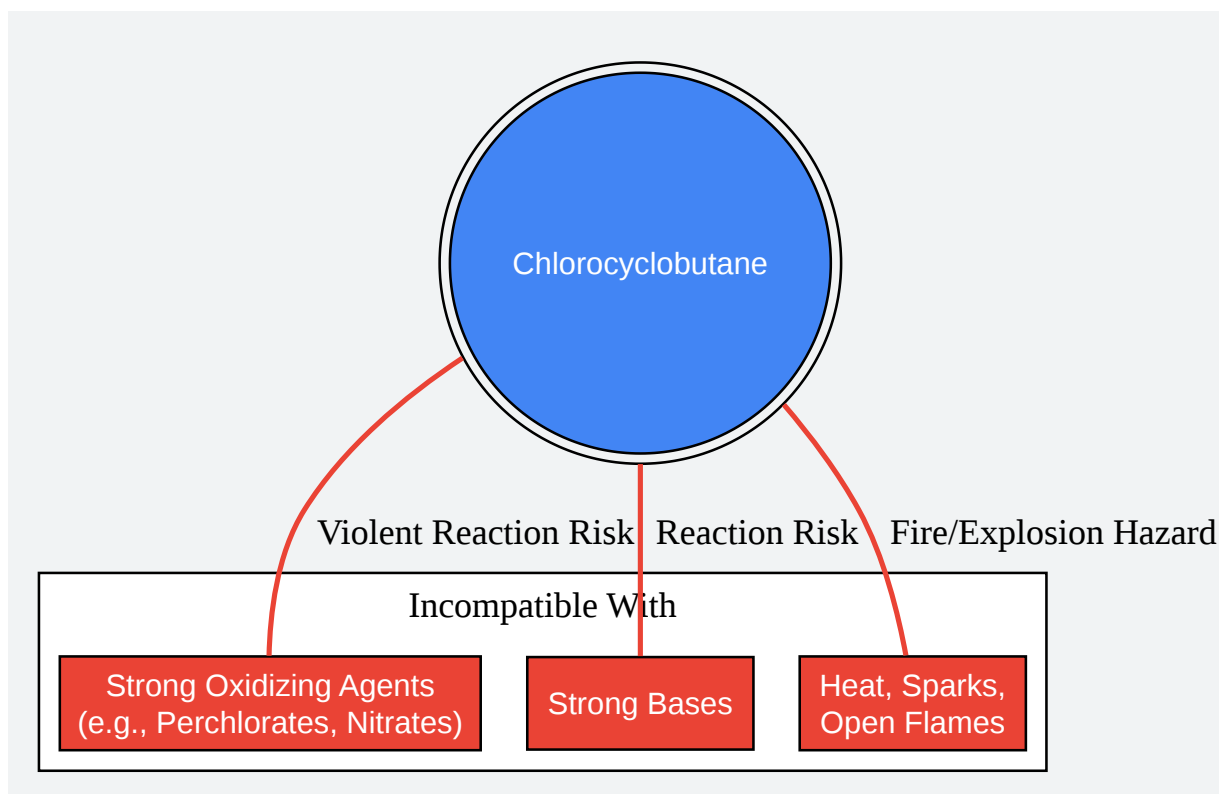 Chlorocyclobutane
Violent Reaction Risk
Reaction Risk
Fire/Explosion Hazard
Incompatible With
Strong Oxidizing Agents
(e.g., Perchlorates, Nitrates)
Strong Bases
Heat, Sparks,
Open Flames